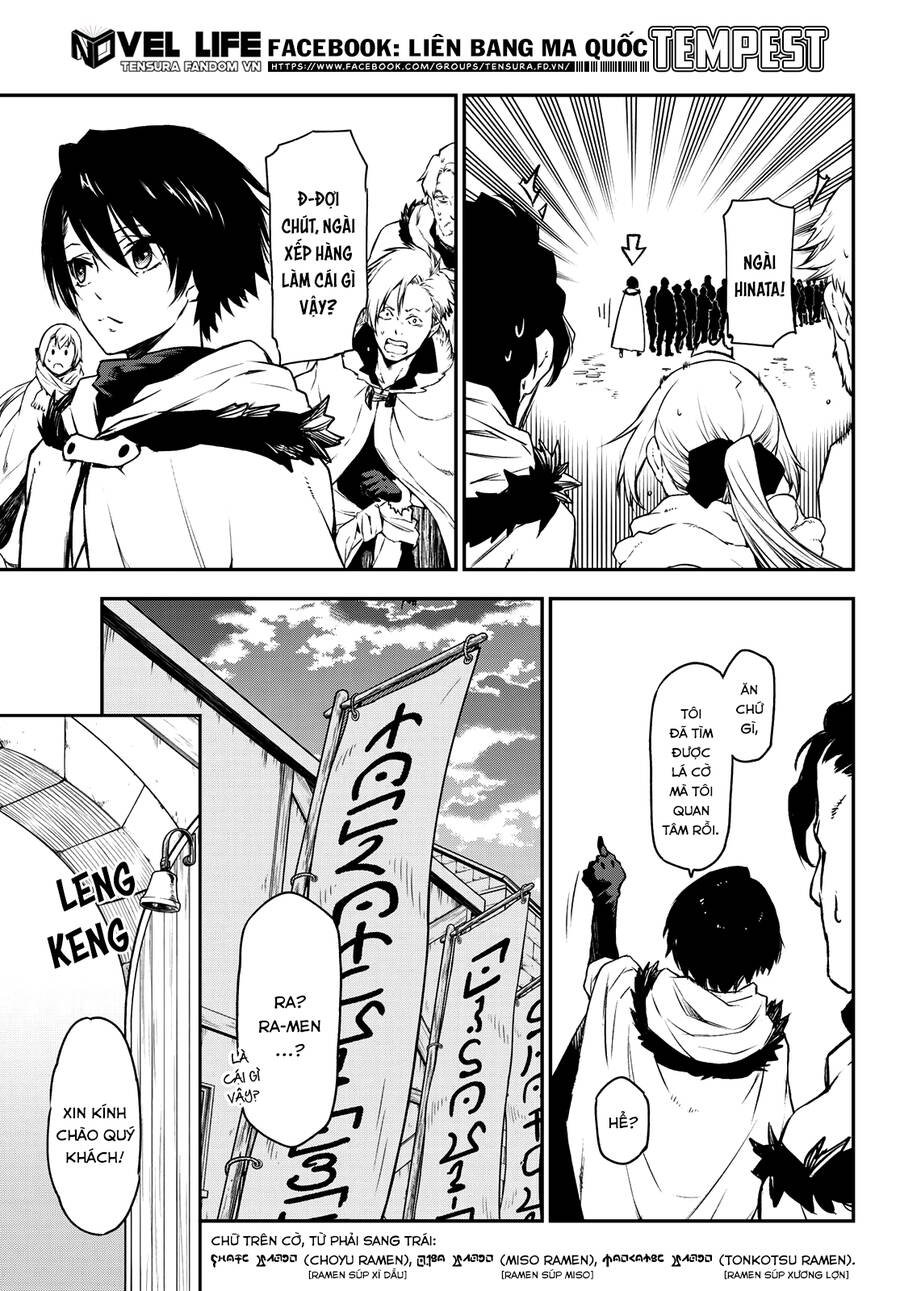 NOVEL LIFE
TENSURA FANDOM VN
FACEBOOK: LIÊN BANG MA QUỐC TEMPEST
HTTPS://WWW.FACEBOOK.COM/GROUPS/TENSURA.FD.VN/
NGÀI
HINATA!
Đ-ĐỢI
CHÚT, NGÀI
XẾP HÀNG
LÀM CÁI GÌ
VẬY?
ĂN
CHỨ
GÌ,
TÔI
ĐÃ TÌM
ĐƯỢC
LÁ CỜ
MÀ TÔI
QUAN
TÂM RỒI.
HỂ?
RA?
RA-MEN
...?
LÀ
CÁI GÌ
VẬY?
LENG
KENG
XIN KÍNH
CHÀO QUÝ
KHÁCH!
CHỮ TRÊN CỜ, TỪ PHẢI SANG TRÁI:
(CHOYU RAMEN), (MISO RAMEN), (TONKOTSU RAMEN).
[RAMEN SÚP XÌ DẦU] [RAMEN SÚP MISO] [RAMEN SÚP XƯƠNG LỢN]